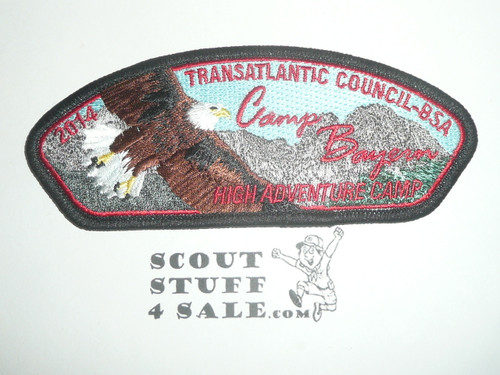 TRANSATLANTIC COUNCIL-BSA
2014
Camp
Bayern
HIGH ADVENTURE CAMP
SCOUT
STUFF
4 SALE.COM